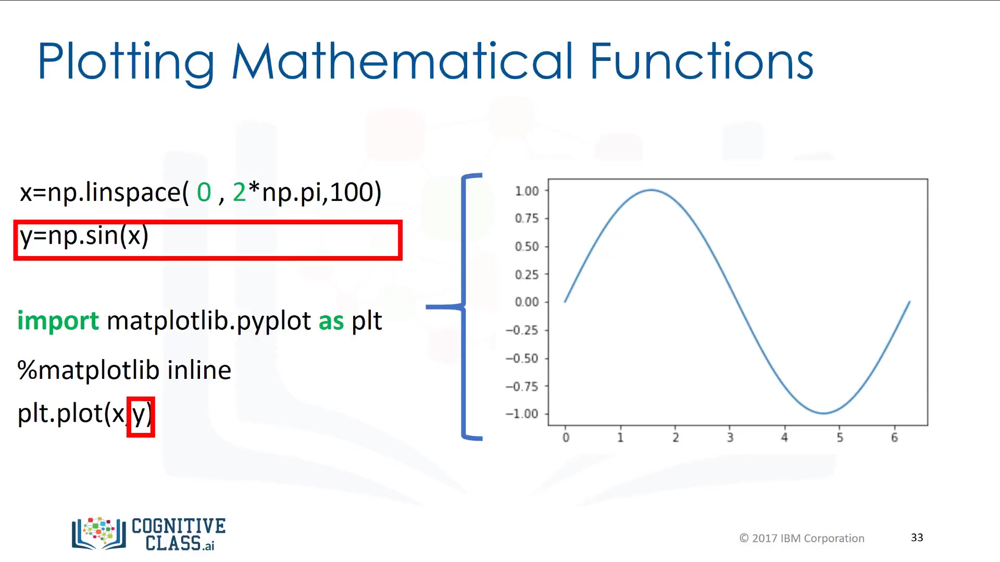 Plotting Mathematical Functions
x=np.linspace( 0 , 2*np.pi,100)
y=np.sin(x)
import matplotlib.pyplot as plt
%matplotlib inline
plt.plot(x,y)
1.00
0.75
0.50
0.25
0.00
−0.25
−0.50
−0.75
−1.00
0 1 2 3 4 5 6
COGNITIVE
CLASS.ai
© 2017 IBM Corporation 33